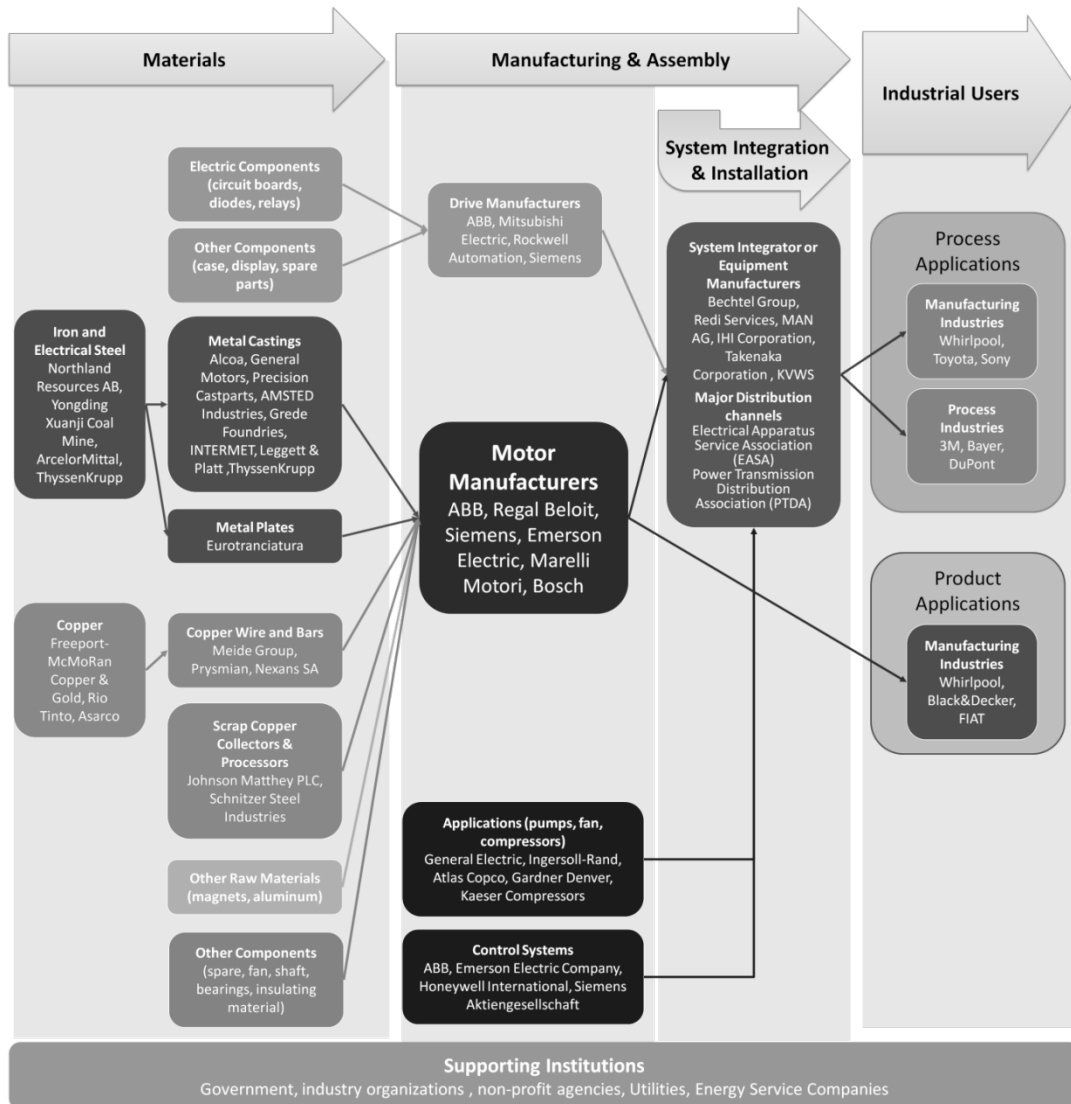 Materials
Manufacturing & Assembly
Industrial Users
System Integration
& Installation
Electric Components
(circuit boards,
diodes, relays)
Other Components
(case, display, spare
parts)
Iron and
Electrical Steel
Northland
Resources AB,
Yongding
Xuanji Coal
Mine,
ArcelorMittal,
ThyssenKrupp
Metal Castings
Alcoa, General
Motors, Precision
Castparts, AMSTED
Industries, Grede
Foundries,
INTERMET, Leggett &
Platt ,ThyssenKrupp
Metal Plates
Eurotranciatura
Copper
Freeport-
McMoRan
Copper &
Gold, Rio
Tinto, Asarco
Copper Wire and Bars
Meide Group,
Prysmian, Nexans SA
Scrap Copper
Collectors &
Processors
Johnson Matthey PLC,
Schnitzer Steel
Industries
Other Raw Materials
(magnets, aluminum)
Other Components
(spare, fan, shaft,
bearings, insulating
material)
Drive Manufacturers
ABB, Mitsubishi
Electric, Rockwell
Automation, Siemens
Motor
Manufacturers
ABB, Regal Beloit,
Siemens, Emerson
Electric, Marelli
Motori, Bosch
Applications (pumps, fan,
compressors)
General Electric, Ingersoll-Rand,
Atlas Copco, Gardner Denver,
Kaeser Compressors
Control Systems
ABB, Emerson Electric Company,
Honeywell International, Siemens
Aktiengesellschaft
System Integrator or
Equipment
Manufacturers
Bechtel Group,
Redi Services, MAN
AG, IHI Corporation,
Takenaka
Corporation , KVWS
Major Distribution
channels
Electrical Apparatus
Service Association
(EASA)
Power Transmission
Distribution
Association (PTDA)
Process
Applications
Manufacturing
Industries
Whirlpool,
Toyota, Sony
Process
Industries
3M, Bayer,
DuPont
Product
Applications
Manufacturing
Industries
Whirlpool,
Black&Decker,
FIAT
Supporting Institutions
Government, industry organizations , non-profit agencies, Utilities, Energy Service Companies